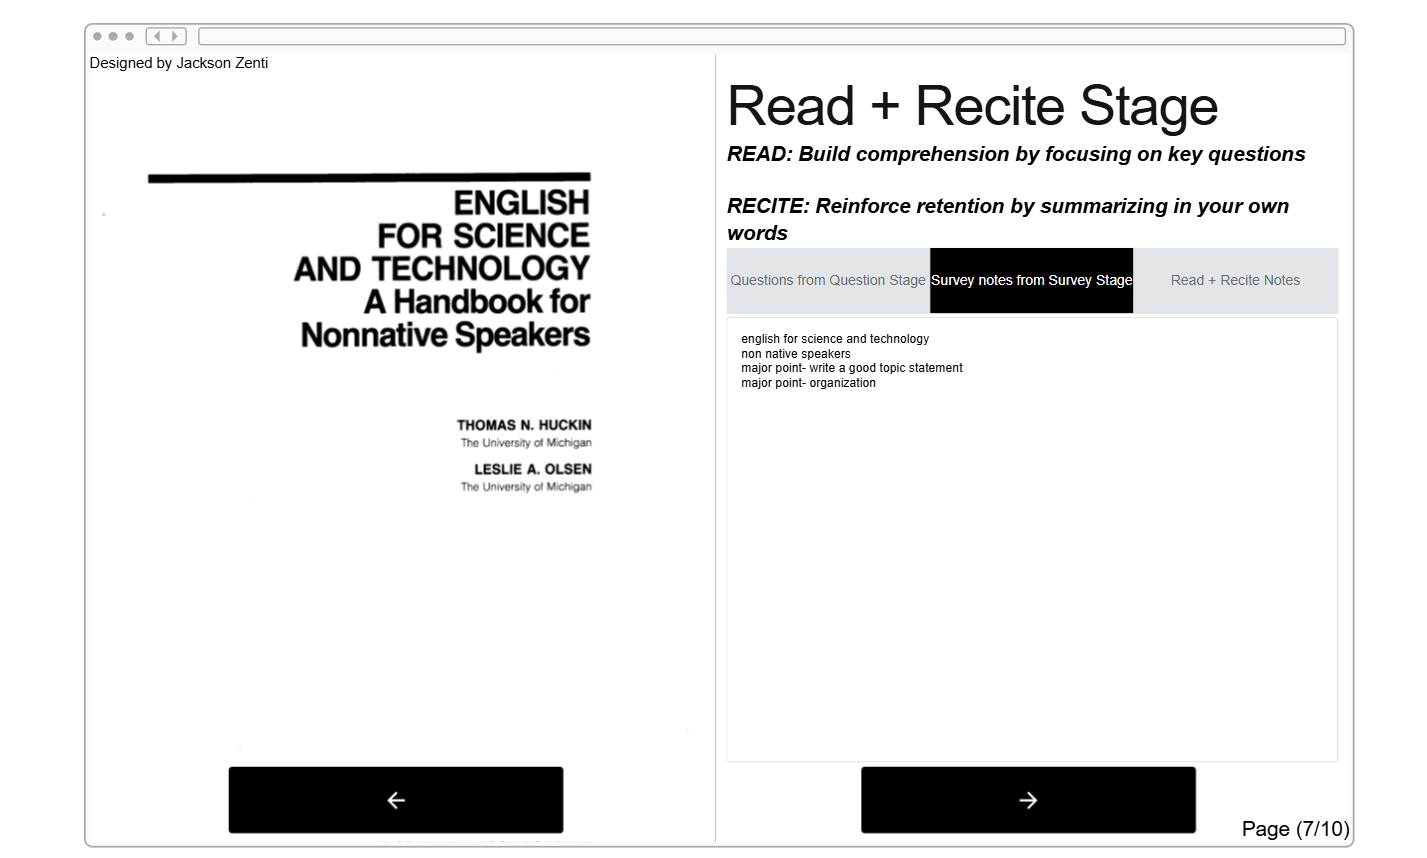 Designed by Jackson Zenti
ENGLISH
FOR SCIENCE
AND TECHNOLOGY
A Handbook for
Nonnative Speakers
THOMAS N. HUCKIN
The University of Michigan
LESLIE A. OLSEN
The University of Michigan
Read + Recite Stage
READ: Build comprehension by focusing on key questions
RECITE: Reinforce retention by summarizing in your own
words
Questions from Question Stage Survey notes from Survey Stage Read + Recite Notes
english for science and technology
non native speakers
major point- write a good topic statement
major point- organization
Page (7/10)